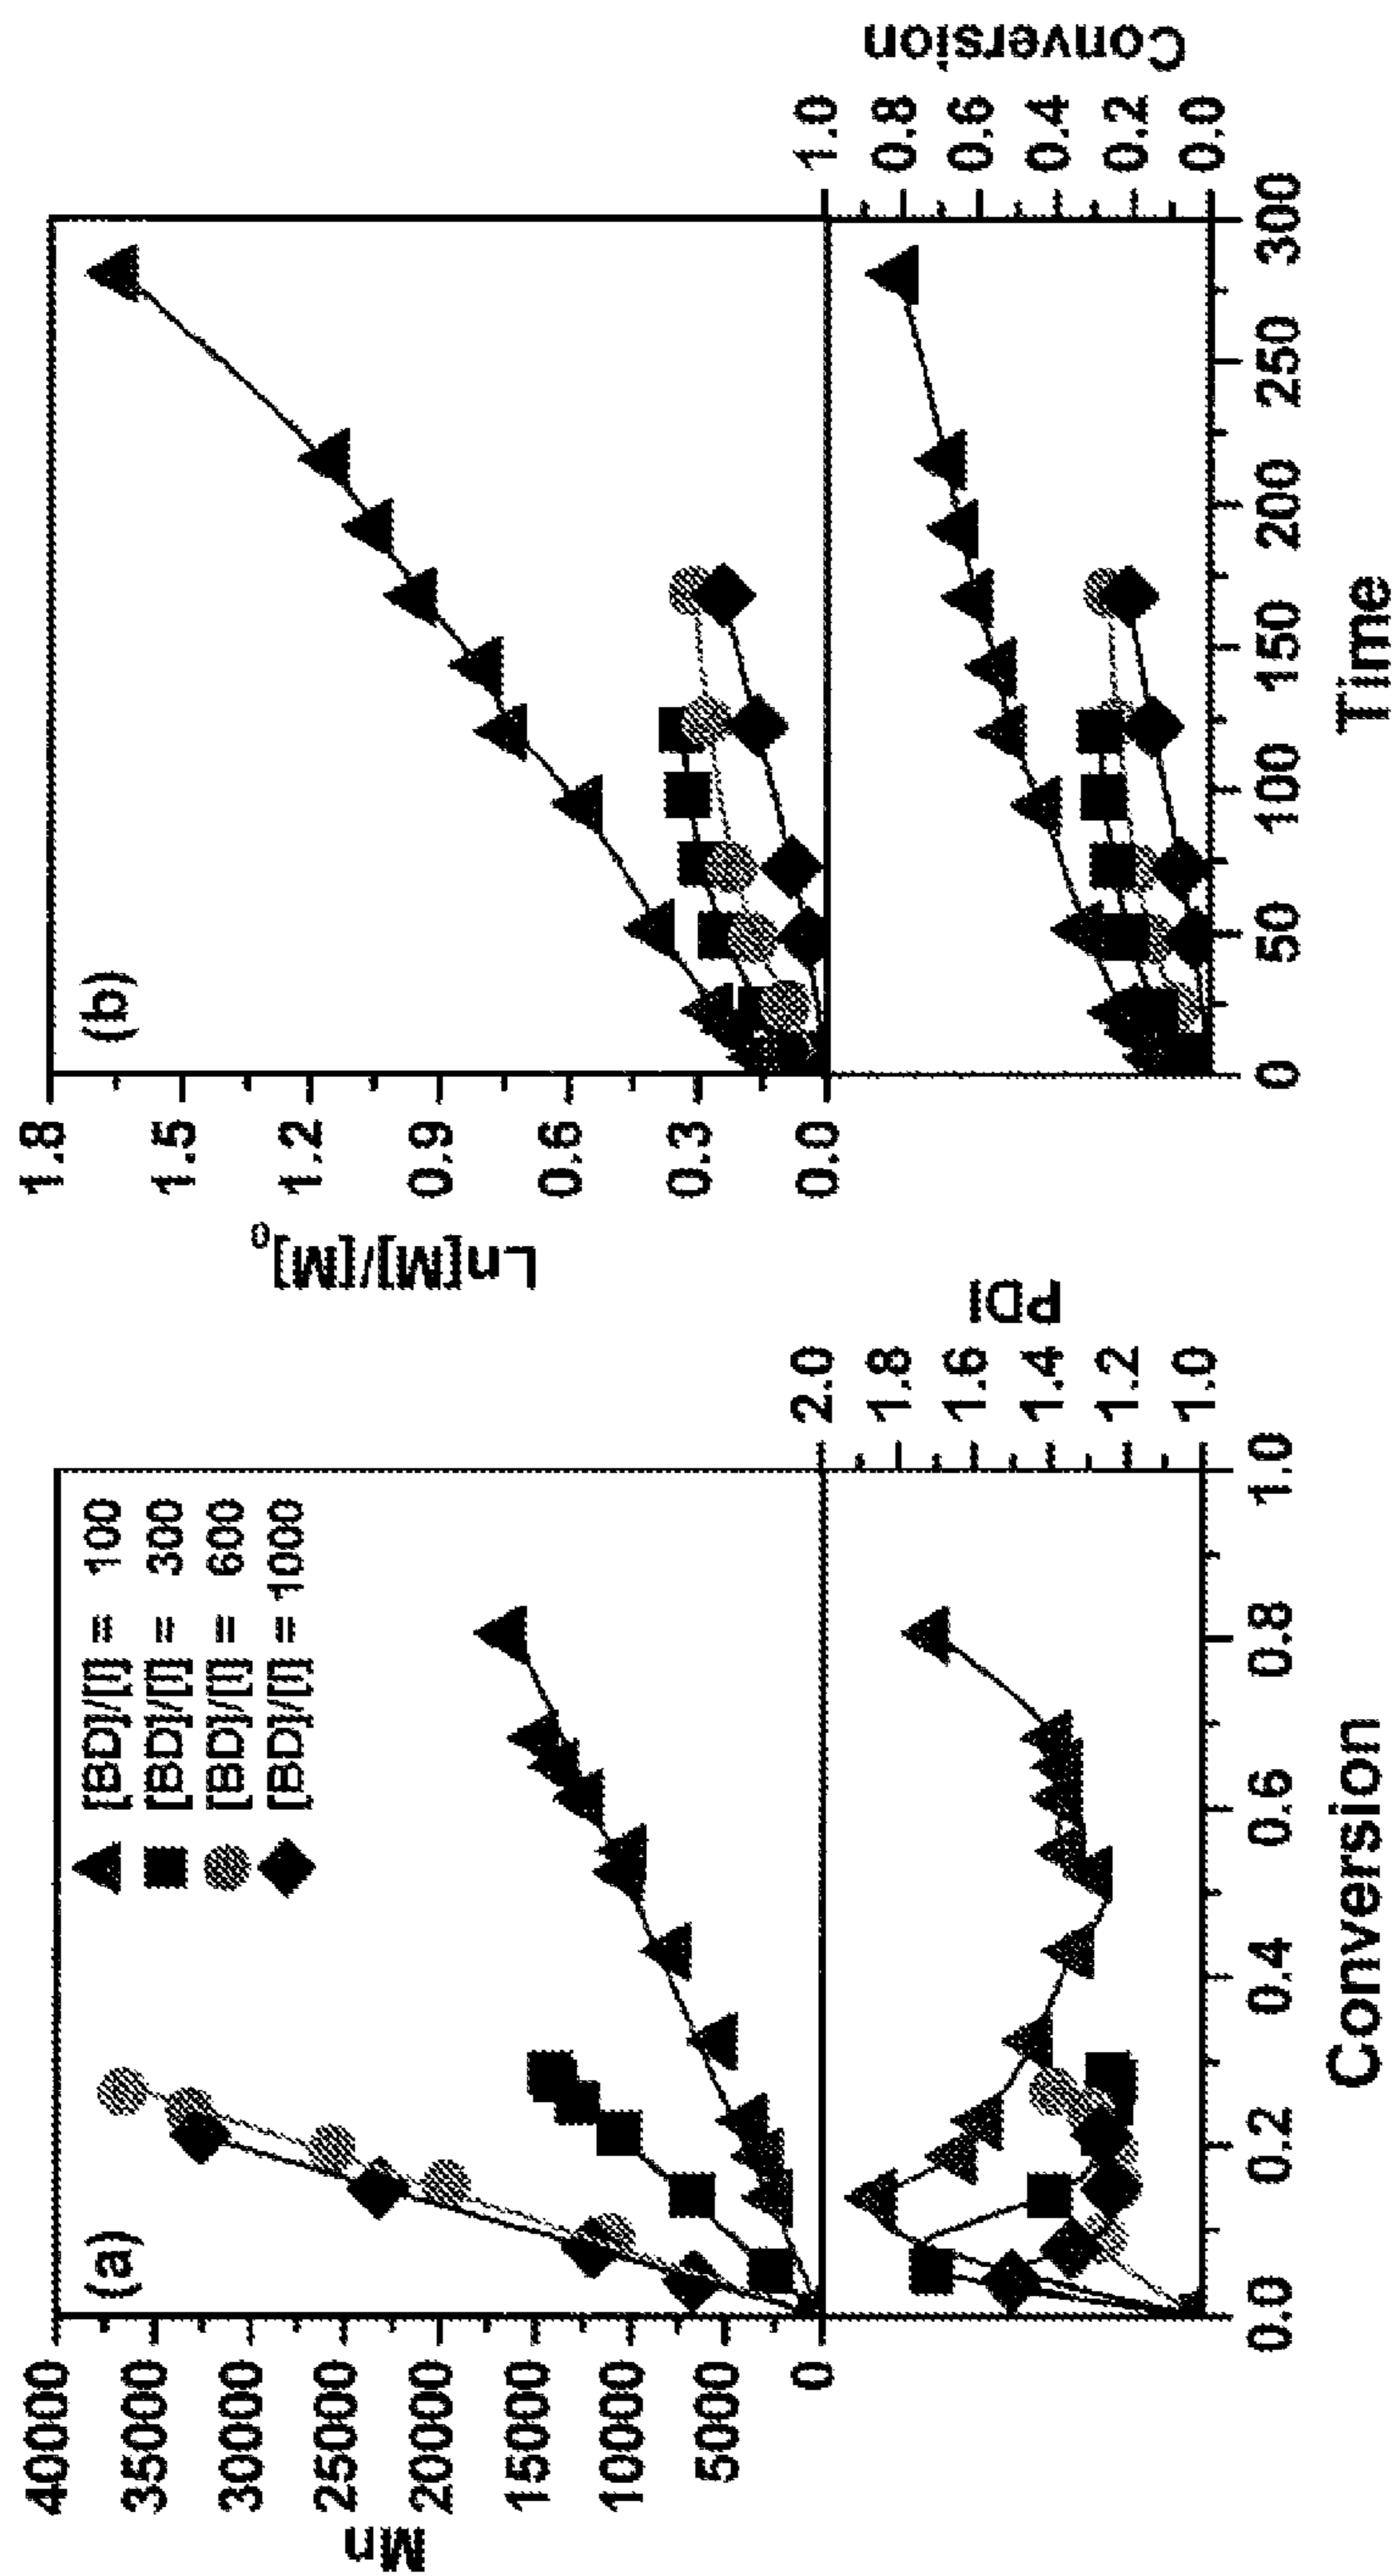 (a)
[BD]/[I] = 100
[BD]/[I] = 300
[BD]/[I] = 600
[BD]/[I] = 1000
Mn
40000
35000
30000
25000
20000
15000
10000
5000
0
PDI
2.0
1.8
1.6
1.4
1.2
1.0
0.0 0.2 0.4 0.6 0.8 1.0
Conversion
(b)
Ln[M]/[M]₀
1.8
1.5
1.2
0.9
0.6
0.3
0.0
Conversion
1.0
0.8
0.6
0.4
0.2
0.0
0 50 100 150 200 250 300
Time